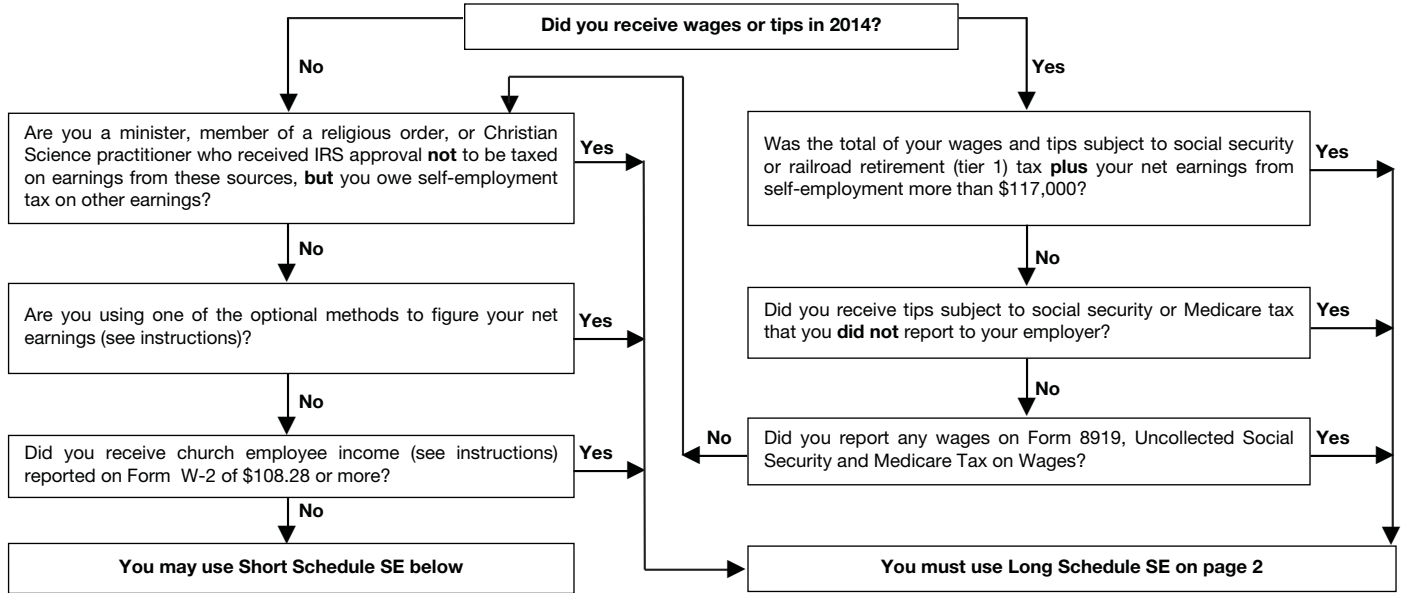 Did you receive wages or tips in 2014?
No
Yes
Are you a minister, member of a religious order, or Christian
Science practitioner who received IRS approval not to be taxed
on earnings from these sources, but you owe self-employment
tax on other earnings?
Yes
Was the total of your wages and tips subject to social security
or railroad retirement (tier 1) tax plus your net earnings from
self-employment more than $117,000?
Yes
No
No
Are you using one of the optional methods to figure your net
earnings (see instructions)?
Yes
Did you receive tips subject to social security or Medicare tax
that you did not report to your employer?
Yes
No
No
Did you receive church employee income (see instructions)
reported on Form W-2 of $108.28 or more?
Yes
No
Did you report any wages on Form 8919, Uncollected Social
Security and Medicare Tax on Wages?
Yes
No
You may use Short Schedule SE below
You must use Long Schedule SE on page 2